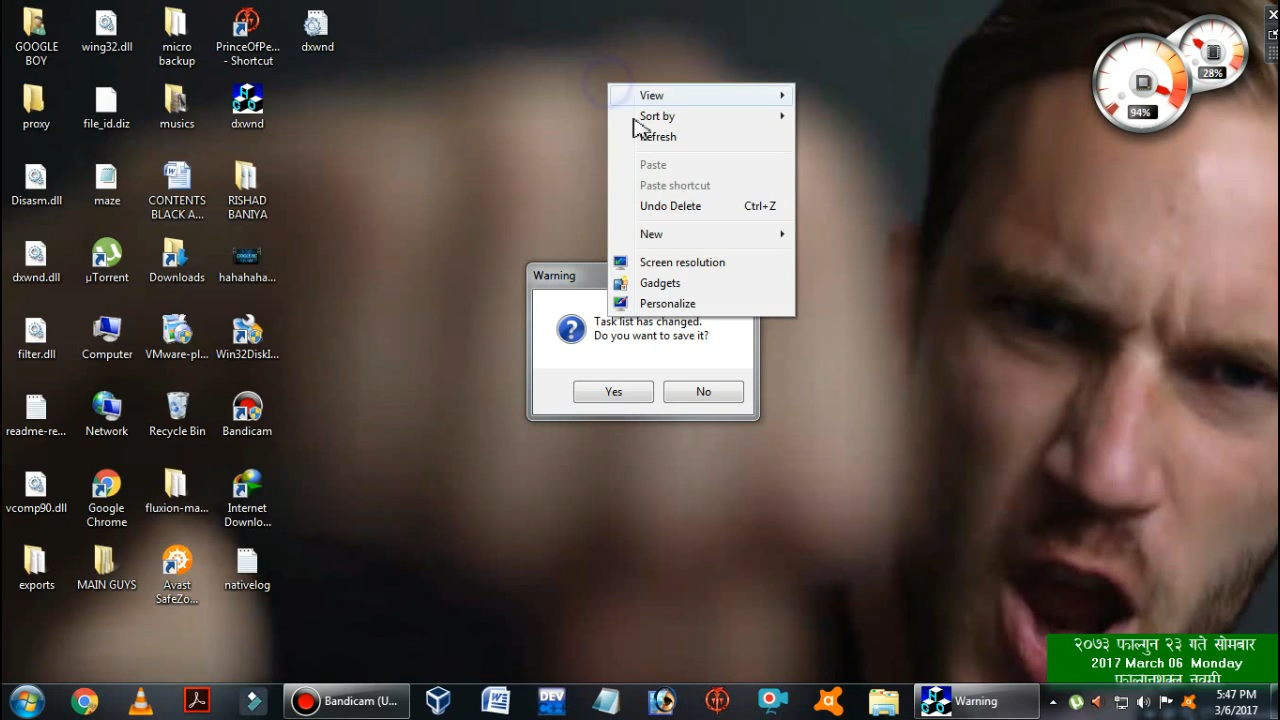 GOOGLE
BOY
wing32.dll
micro
backup
PrinceOfPe...
- Shortcut
dxwnd
proxy
file_id.diz
musics
dxwnd
Disasm.dll
maze
CONTENTS
BLACK A...
RISHAD
BANIYA
dxwnd.dll
µTorrent
Downloads
hahahaha...
filter.dll
Computer
VMware-pl...
Win32DiskI...
readme-re...
Network
Recycle Bin
Bandicam
vcomp90.dll
Google
Chrome
fluxion-ma...
Internet
Downlo...
exports
MAIN GUYS
Avast
SafeZo...
nativelog
View
Sort by
Refresh
Paste
Paste shortcut
Undo Delete Ctrl+Z
New
Screen resolution
Gadgets
Personalize
Warning
Task list has changed.
Do you want to save it?
Yes No
28%
94%
२०७३ फाल्गुन २३ गते सोमबार
2017 March 06 Monday
फाल्गुनशुक्ल नवमी
Bandicam (U...
DEV
Warning
5:47 PM
3/6/2017